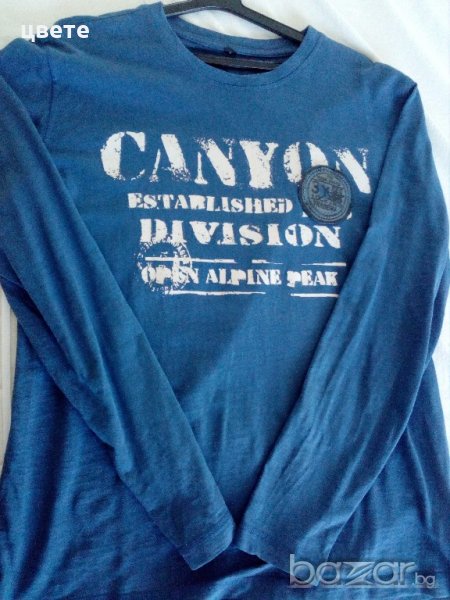 цвете
CANYON
ESTABLISHED
DIVISION
OPEN ALPINE PEAK
bazar.bg